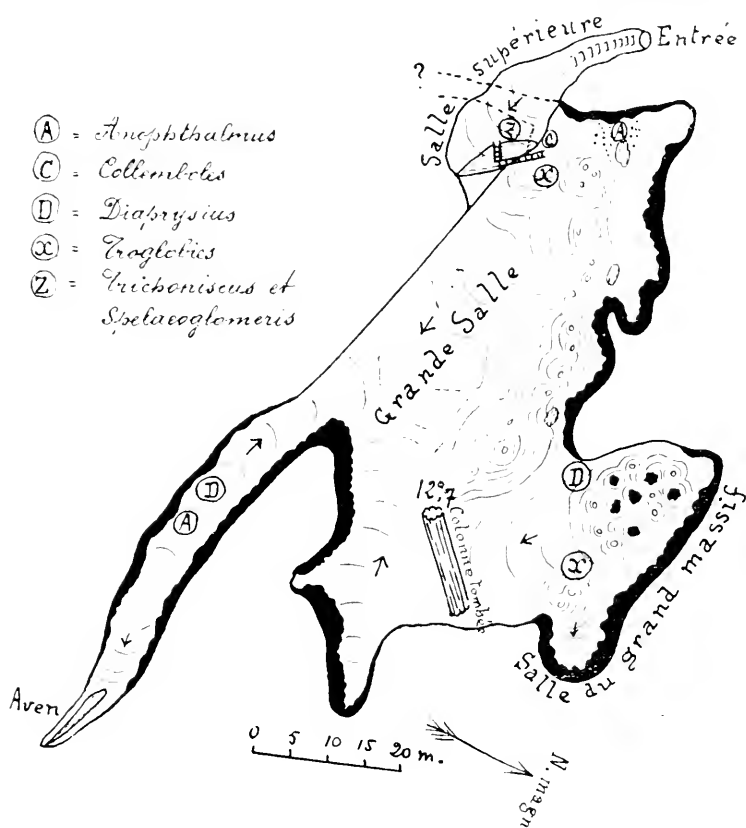 Salle supérieure
Entrée
?
A = Anophthalmus
C = Collemboles
D = Diaprysius
X = Troglobies
Z = Trichoniscus et
Spelaeoglomeris
Z
C
A
X
Grande Salle
D
A
D
12°,7
Colonne tombée
X
Salle du grand massif
Aven
0 5 10 15 20 m.
N. magn